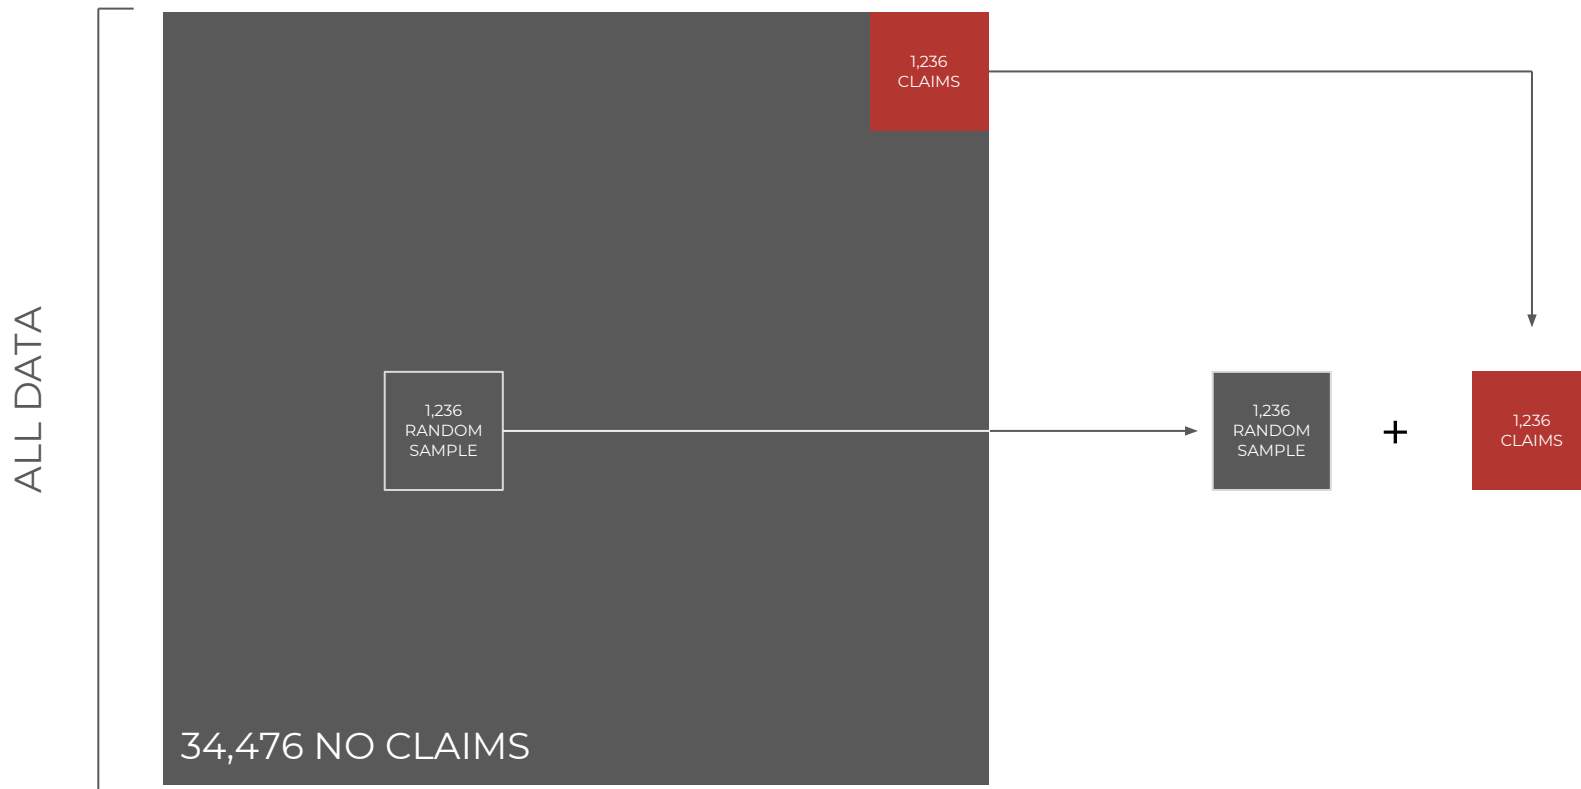 ALL DATA
1,236
CLAIMS
1,236
RANDOM
SAMPLE
1,236
RANDOM
SAMPLE
+
1,236
CLAIMS
34,476 NO CLAIMS